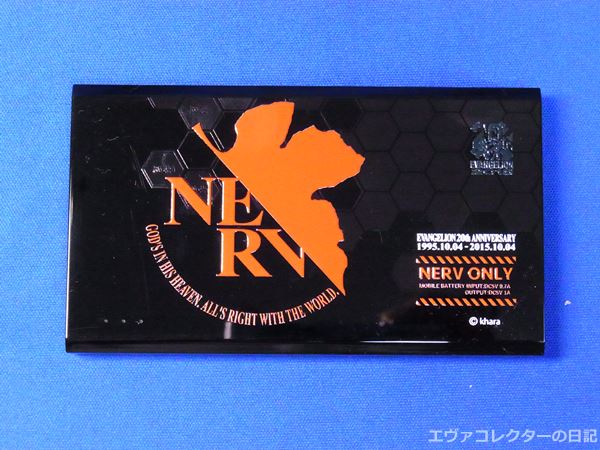 NERV
GOD'S IN HIS HEAVEN. ALL'S RIGHT WITH THE WORLD.
EVANGELION
EVANGELION 20th ANNIVERSARY
1995.10.04 - 2015.10.04
NERV ONLY
MOBILE BATTERY INPUT:DC5V 0.7A
OUTPUT:DC5V 1A
© khara
エヴァコレクターの日記